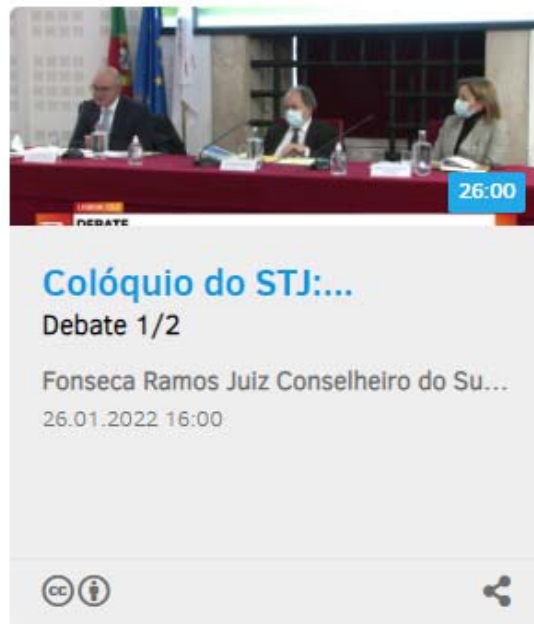 26:00
DEBATE
Colóquio do STJ:...
Debate 1/2
Fonseca Ramos Juiz Conselheiro do Su...
26.01.2022 16:00
cc